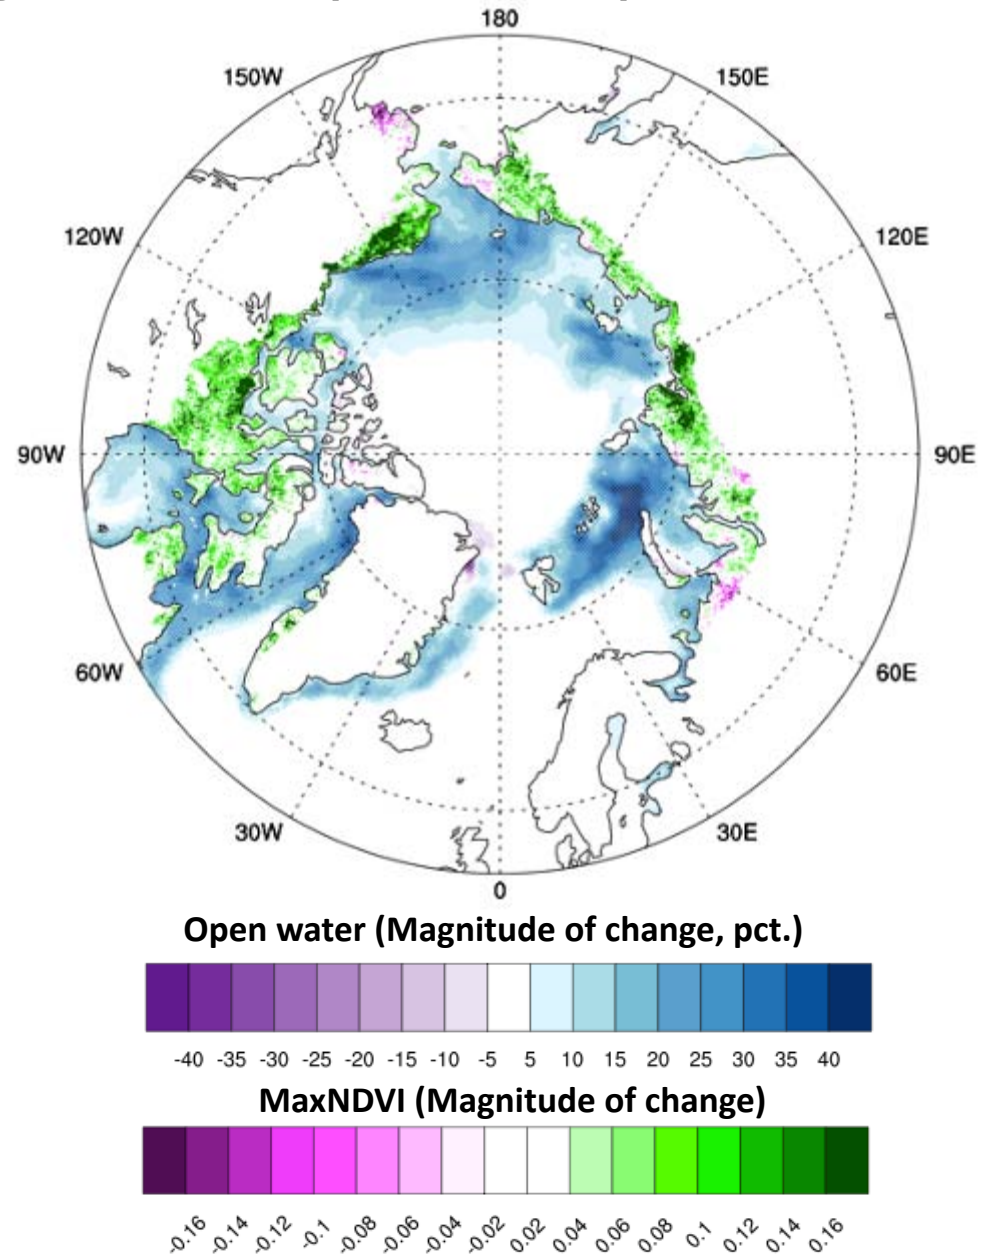 180
150W
150E
120W
120E
90W
90E
60W
60E
30W
30E
0
Open water (Magnitude of change, pct.)
-40 -35 -30 -25 -20 -15 -10 -5 5 10 15 20 25 30 35 40
MaxNDVI (Magnitude of change)
-0.16 -0.14 -0.12 -0.1 -0.08 -0.06 -0.04 -0.02 0.02 0.04 0.06 0.08 0.1 0.12 0.14 0.16